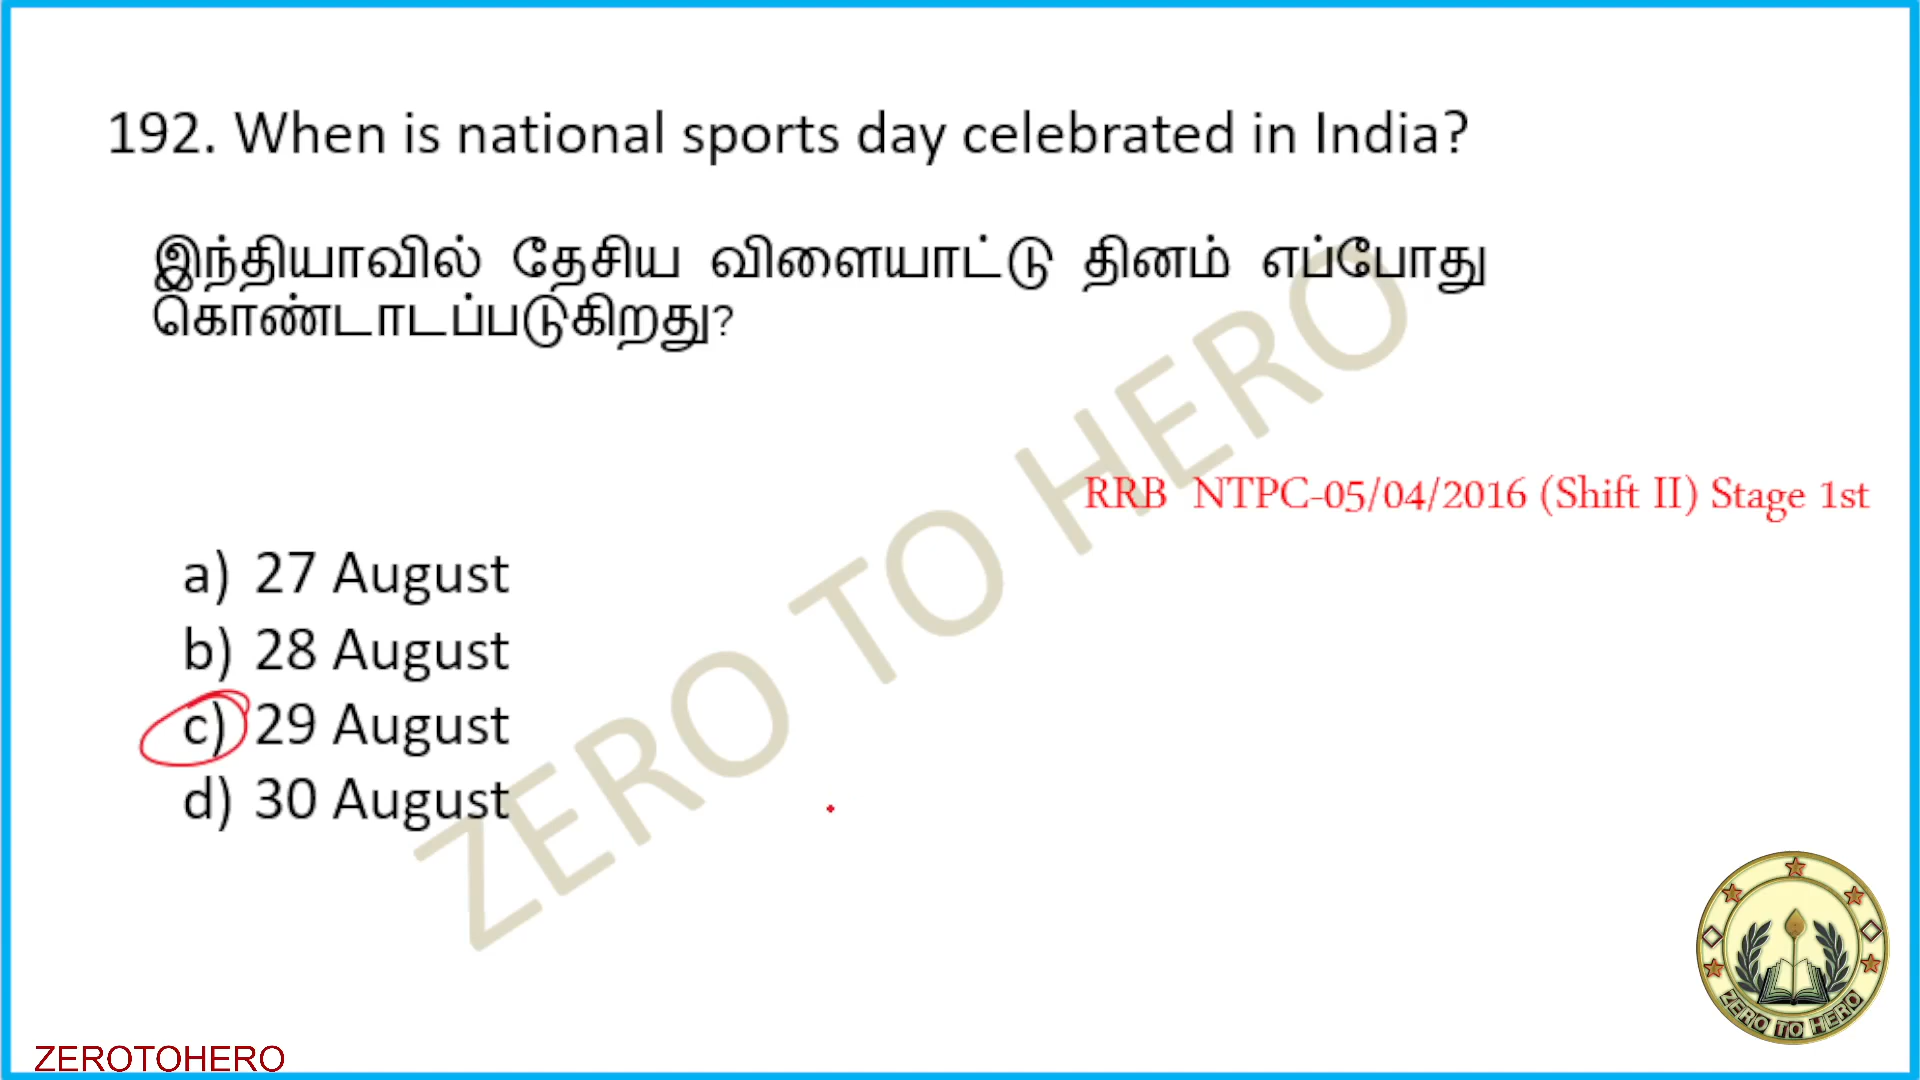 192. When is national sports day celebrated in India?
இந்தியாவில் தேசிய விளையாட்டு தினம் எப்போது
கொண்டாடப்படுகிறது?
RRB NTPC-05/04/2016 (Shift II) Stage 1st
a) 27 August
b) 28 August
c) 29 August
d) 30 August
ZERO TO HERO
ZERO TO HERO
ZEROTOHERO